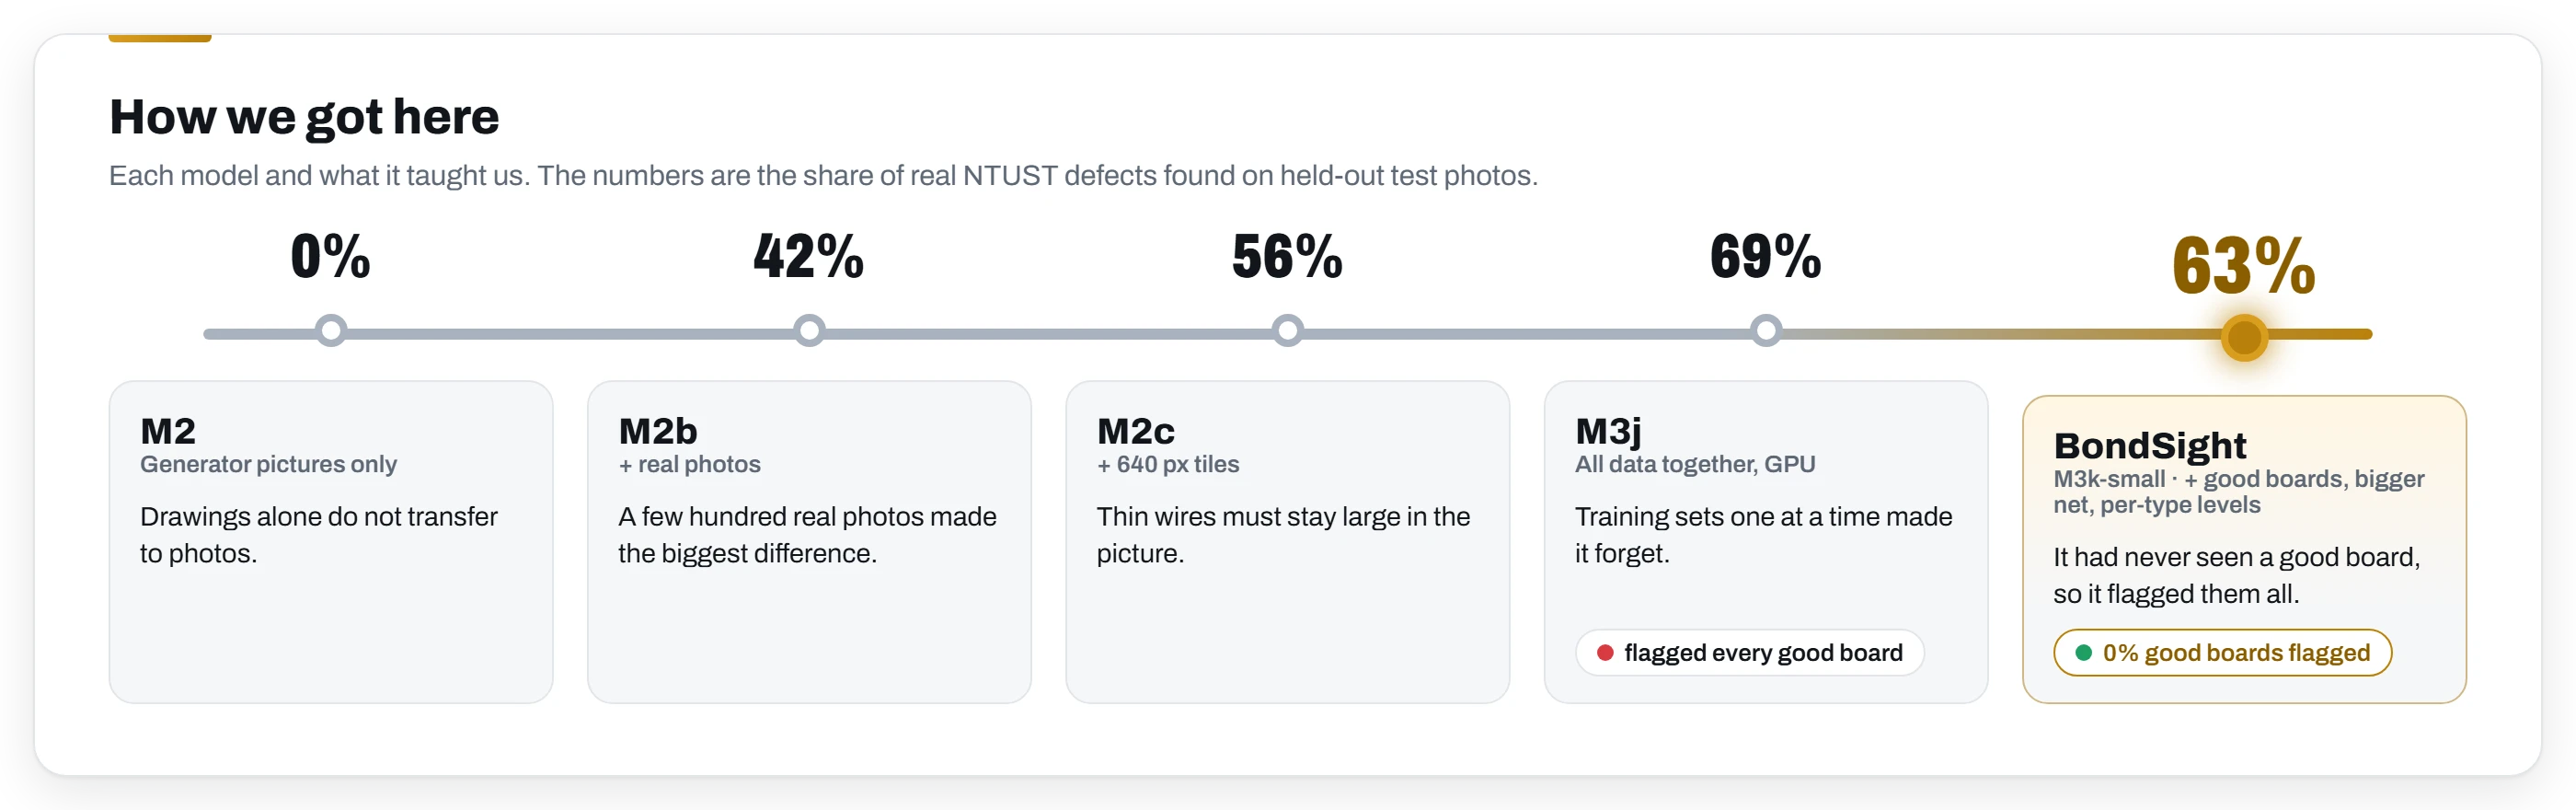 How we got here
Each model and what it taught us. The numbers are the share of real NTUST defects found on held-out test photos.
0%
42%
56%
69%
63%
M2
Generator pictures only
Drawings alone do not transfer
to photos.
M2b
+ real photos
A few hundred real photos made
the biggest difference.
M2c
+ 640 px tiles
Thin wires must stay large in the
picture.
M3j
All data together, GPU
Training sets one at a time made
it forget.
flagged every good board
BondSight
M3k-small · + good boards, bigger
net, per-type levels
It had never seen a good board,
so it flagged them all.
0% good boards flagged